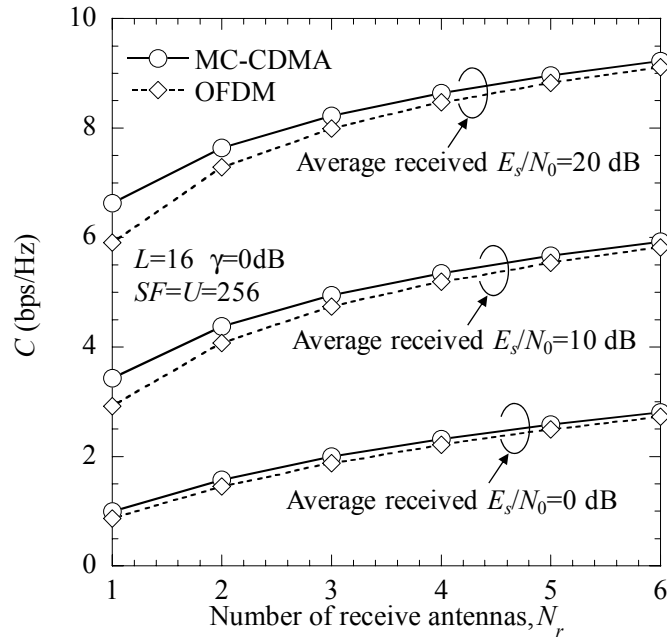 10
8
6
4
2
0
C (bps/Hz)
MC-CDMA
OFDM
Average received Es/N0=20 dB
L=16 γ=0dB
SF=U=256
Average received Es/N0=10 dB
Average received Es/N0=0 dB
1 2 3 4 5 6
Number of receive antennas, Nr